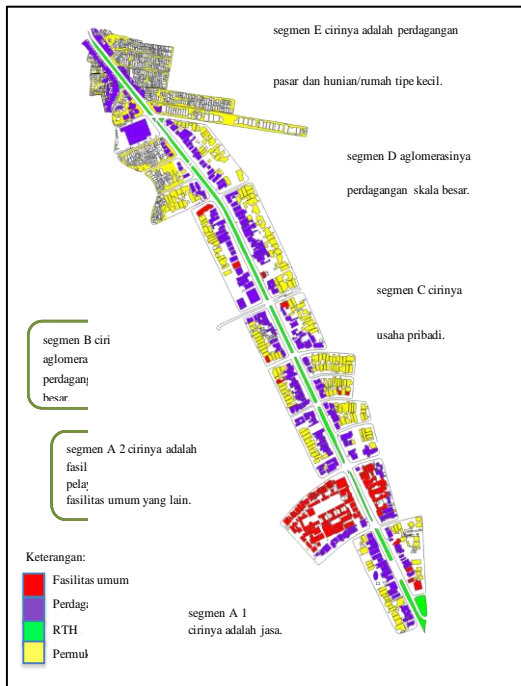 segmen E cirinya adalah perdagangan
pasar dan hunian/rumah tipe kecil.
segmen D aglomerasinya
perdagangan skala besar.
segmen C cirinya
usaha pribadi.
segmen B ciri
aglomera
perdagang
besar
segmen A 2 cirinya adalah
fasil
pelay
fasilitas umum yang lain.
Keterangan:
Fasilitas umum
Perdaga
RTH
Permuk
segmen A 1
cirinya adalah jasa.